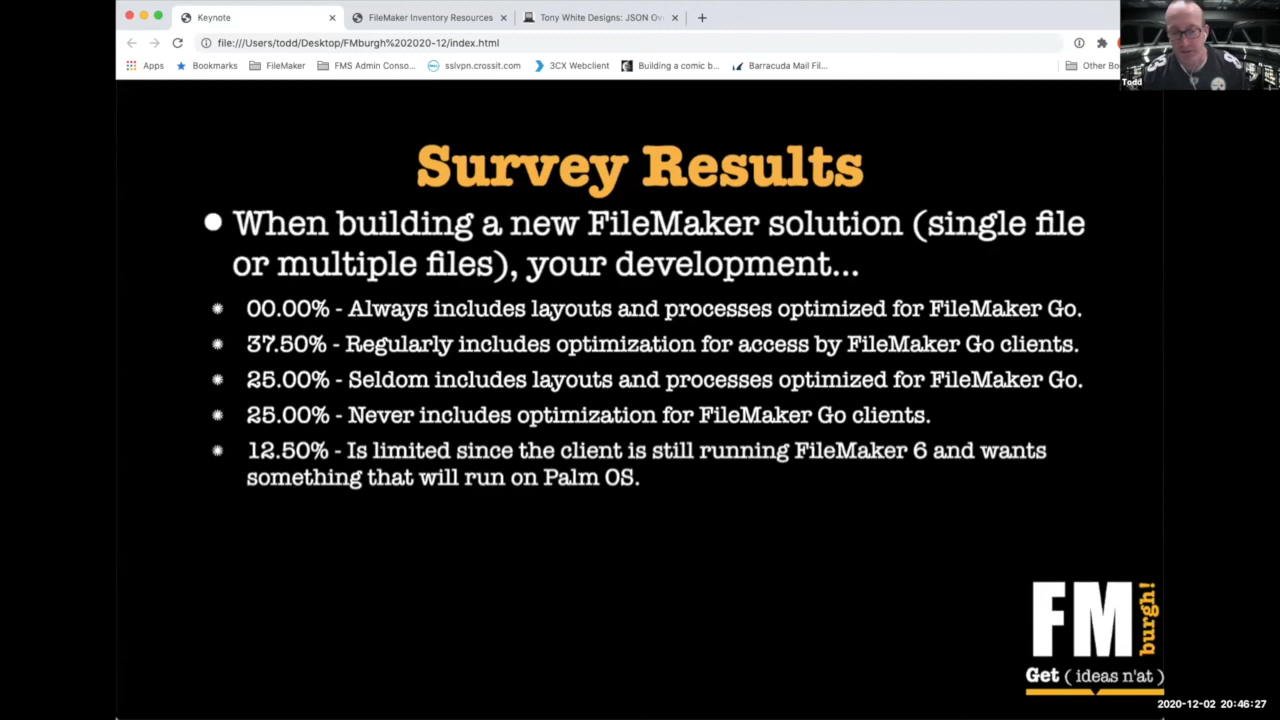 Keynote
FileMaker Inventory Resources
Tony White Designs: JSON Ov
file:///Users/todd/Desktop/FMburgh%202020-12/index.html
Apps
Bookmarks
FileMaker
FMS Admin Conso...
sslvpn.crossit.com
3CX Webclient
Building a comic b...
Barracuda Mail Fil...
Other Bo
Todd
Survey Results
When building a new FileMaker solution (single file
or multiple files), your development...
00.00% - Always includes layouts and processes optimized for FileMaker Go.
37.50% - Regularly includes optimization for access by FileMaker Go clients.
25.00% - Seldom includes layouts and processes optimized for FileMaker Go.
25.00% - Never includes optimization for FileMaker Go clients.
12.50% - Is limited since the client is still running FileMaker 6 and wants
something that will run on Palm OS.
FM
burgh!
Get ( ideas n'at )
2020-12-02 20:46:27